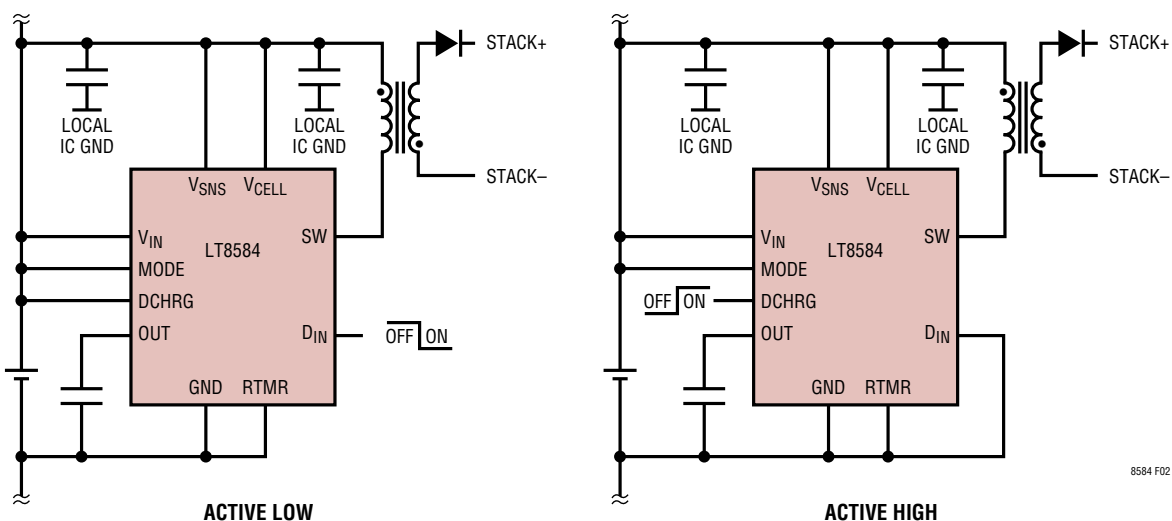 STACK+
LOCAL
IC GND
LOCAL
IC GND
STACK–
VSNS
VCELL
VIN
LT8584
SW
MODE
DCHRG
OUT
DIN
OFF
ON
GND
RTMR
ACTIVE LOW
STACK+
LOCAL
IC GND
LOCAL
IC GND
STACK–
VSNS
VCELL
VIN
LT8584
SW
MODE
OFF
ON
DCHRG
OUT
DIN
GND
RTMR
8584 F02
ACTIVE HIGH